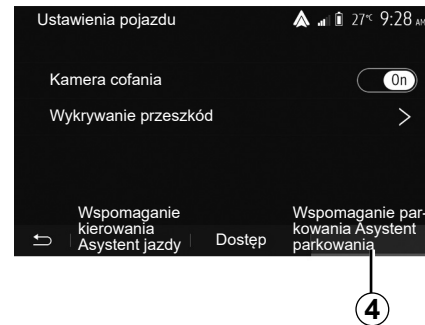 Ustawienia pojazdu 27°C 9:28 AM
Kamera cofania On
Wykrywanie przeszkód
Wspomaganie
kierowania
Asystent jazdy
Dostęp
Wspomaganie par-
kowania Asystent
parkowania
4